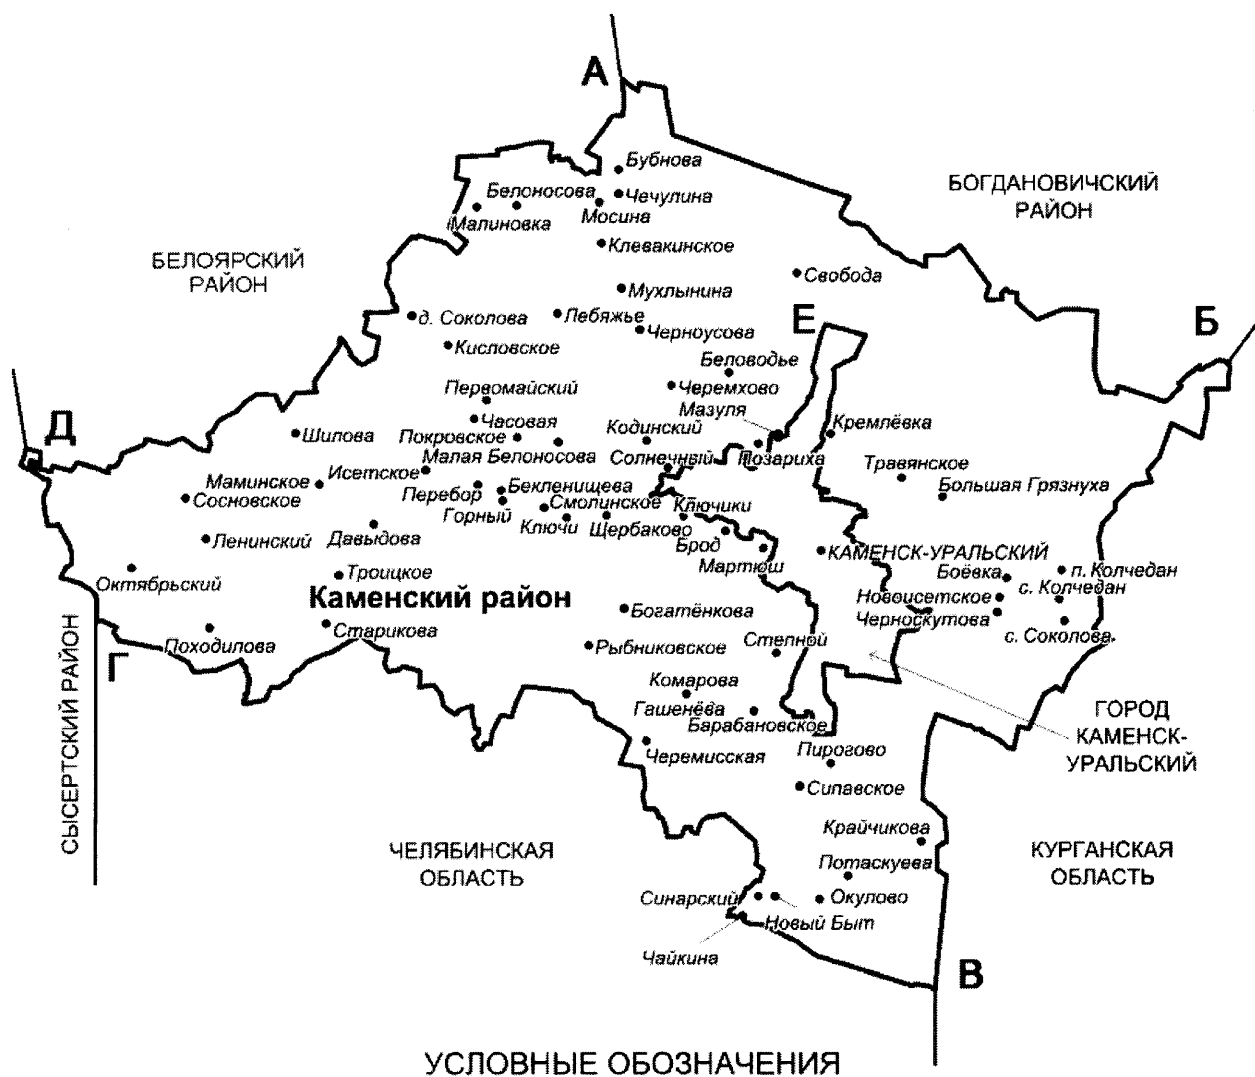 А
Бубнова
Белоносова
Чечулина
Малиновка
Мосина
БОГДАНОВИЧСКИЙ
РАЙОН
Клевакинское
БЕЛОЯРСКИЙ
РАЙОН
Свобода
Мухлынина
д. Соколова
Лебяжье
Черноусова
Е
Б
Кисловское
Беловодье
Первомайский
Черемхово
Мазуля
Д
Шилова
Часовая
Покровское
Кодинский
Кремлёвка
Малая Белоносова
Солнечный
Позариха
Травянское
Маминское
Исетское
Сосновское
Перебор
Бекленищева
Большая Грязнуха
Горный
Смолинское
Ключики
Ключи
Щербаково
Ленинский
Давыдова
Брод
КАМЕНСК-УРАЛЬСКИЙ
Мартюш
Октябрьский
Троицкое
Боёвка
п. Колчедан
с. Колчедан
Каменский район
Новоисетское
Богатёнкова
Черноскутова
Старикова
с. Соколова
Походилова
Г
Рыбниковское
Степной
СЫСЕРТСКИЙ РАЙОН
Комарова
Гашенёва
Барабановское
ГОРОД
КАМЕНСК-
УРАЛЬСКИЙ
Черемисская
Пирогово
Сипавское
Крайчикова
ЧЕЛЯБИНСКАЯ
ОБЛАСТЬ
КУРГАНСКАЯ
ОБЛАСТЬ
Потаскуева
Синарский
Окулово
Новый Быт
Чайкина
В
УСЛОВНЫЕ ОБОЗНАЧЕНИЯ